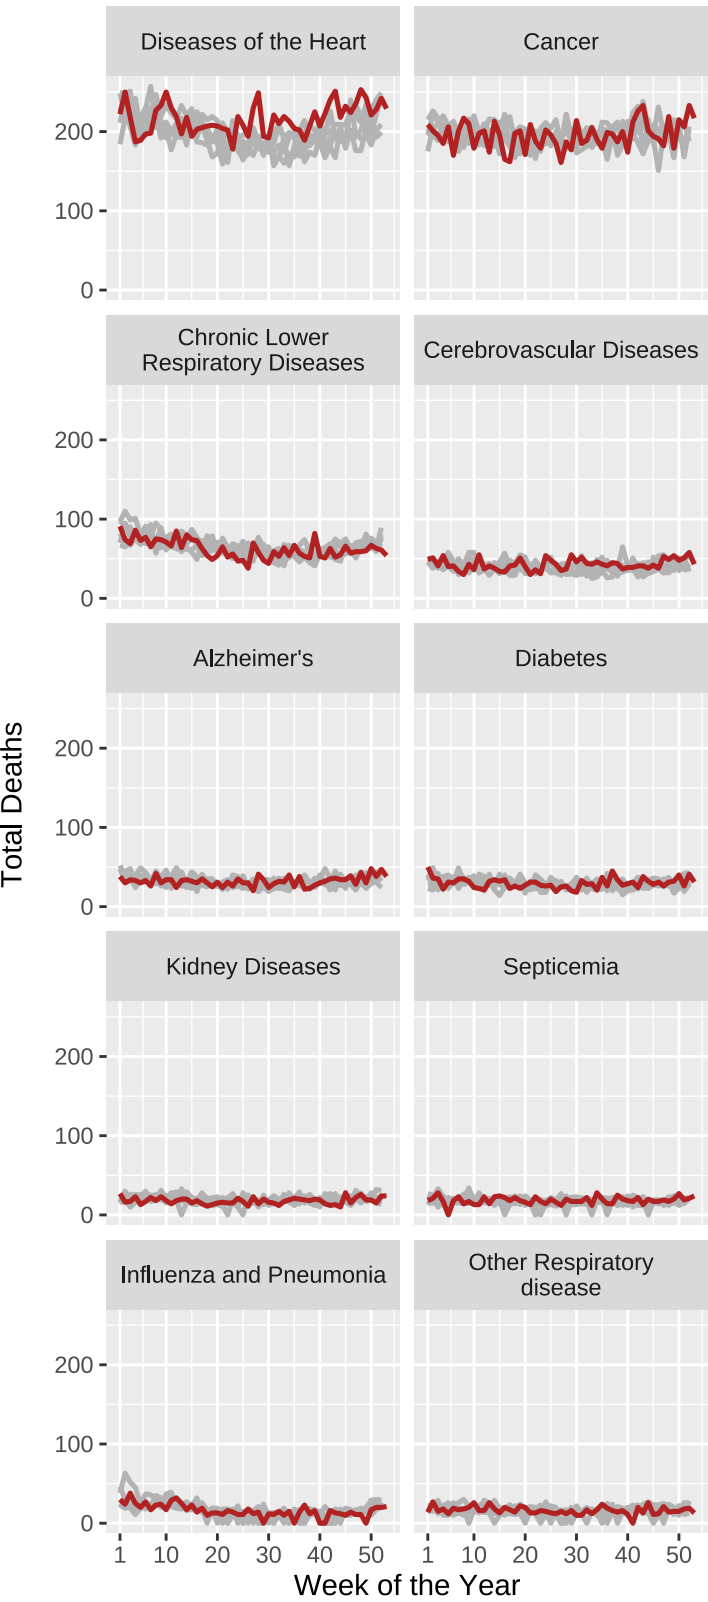 Diseases of the Heart
Cancer
200
100
0
Chronic Lower
Respiratory Diseases
Cerebrovascular Diseases
200
100
0
Alzheimer's
Diabetes
200
100
0
Kidney Diseases
Septicemia
200
100
0
Influenza and Pneumonia
Other Respiratory
disease
200
100
0
1 10 20 30 40 50
1 10 20 30 40 50
Week of the Year
Total Deaths